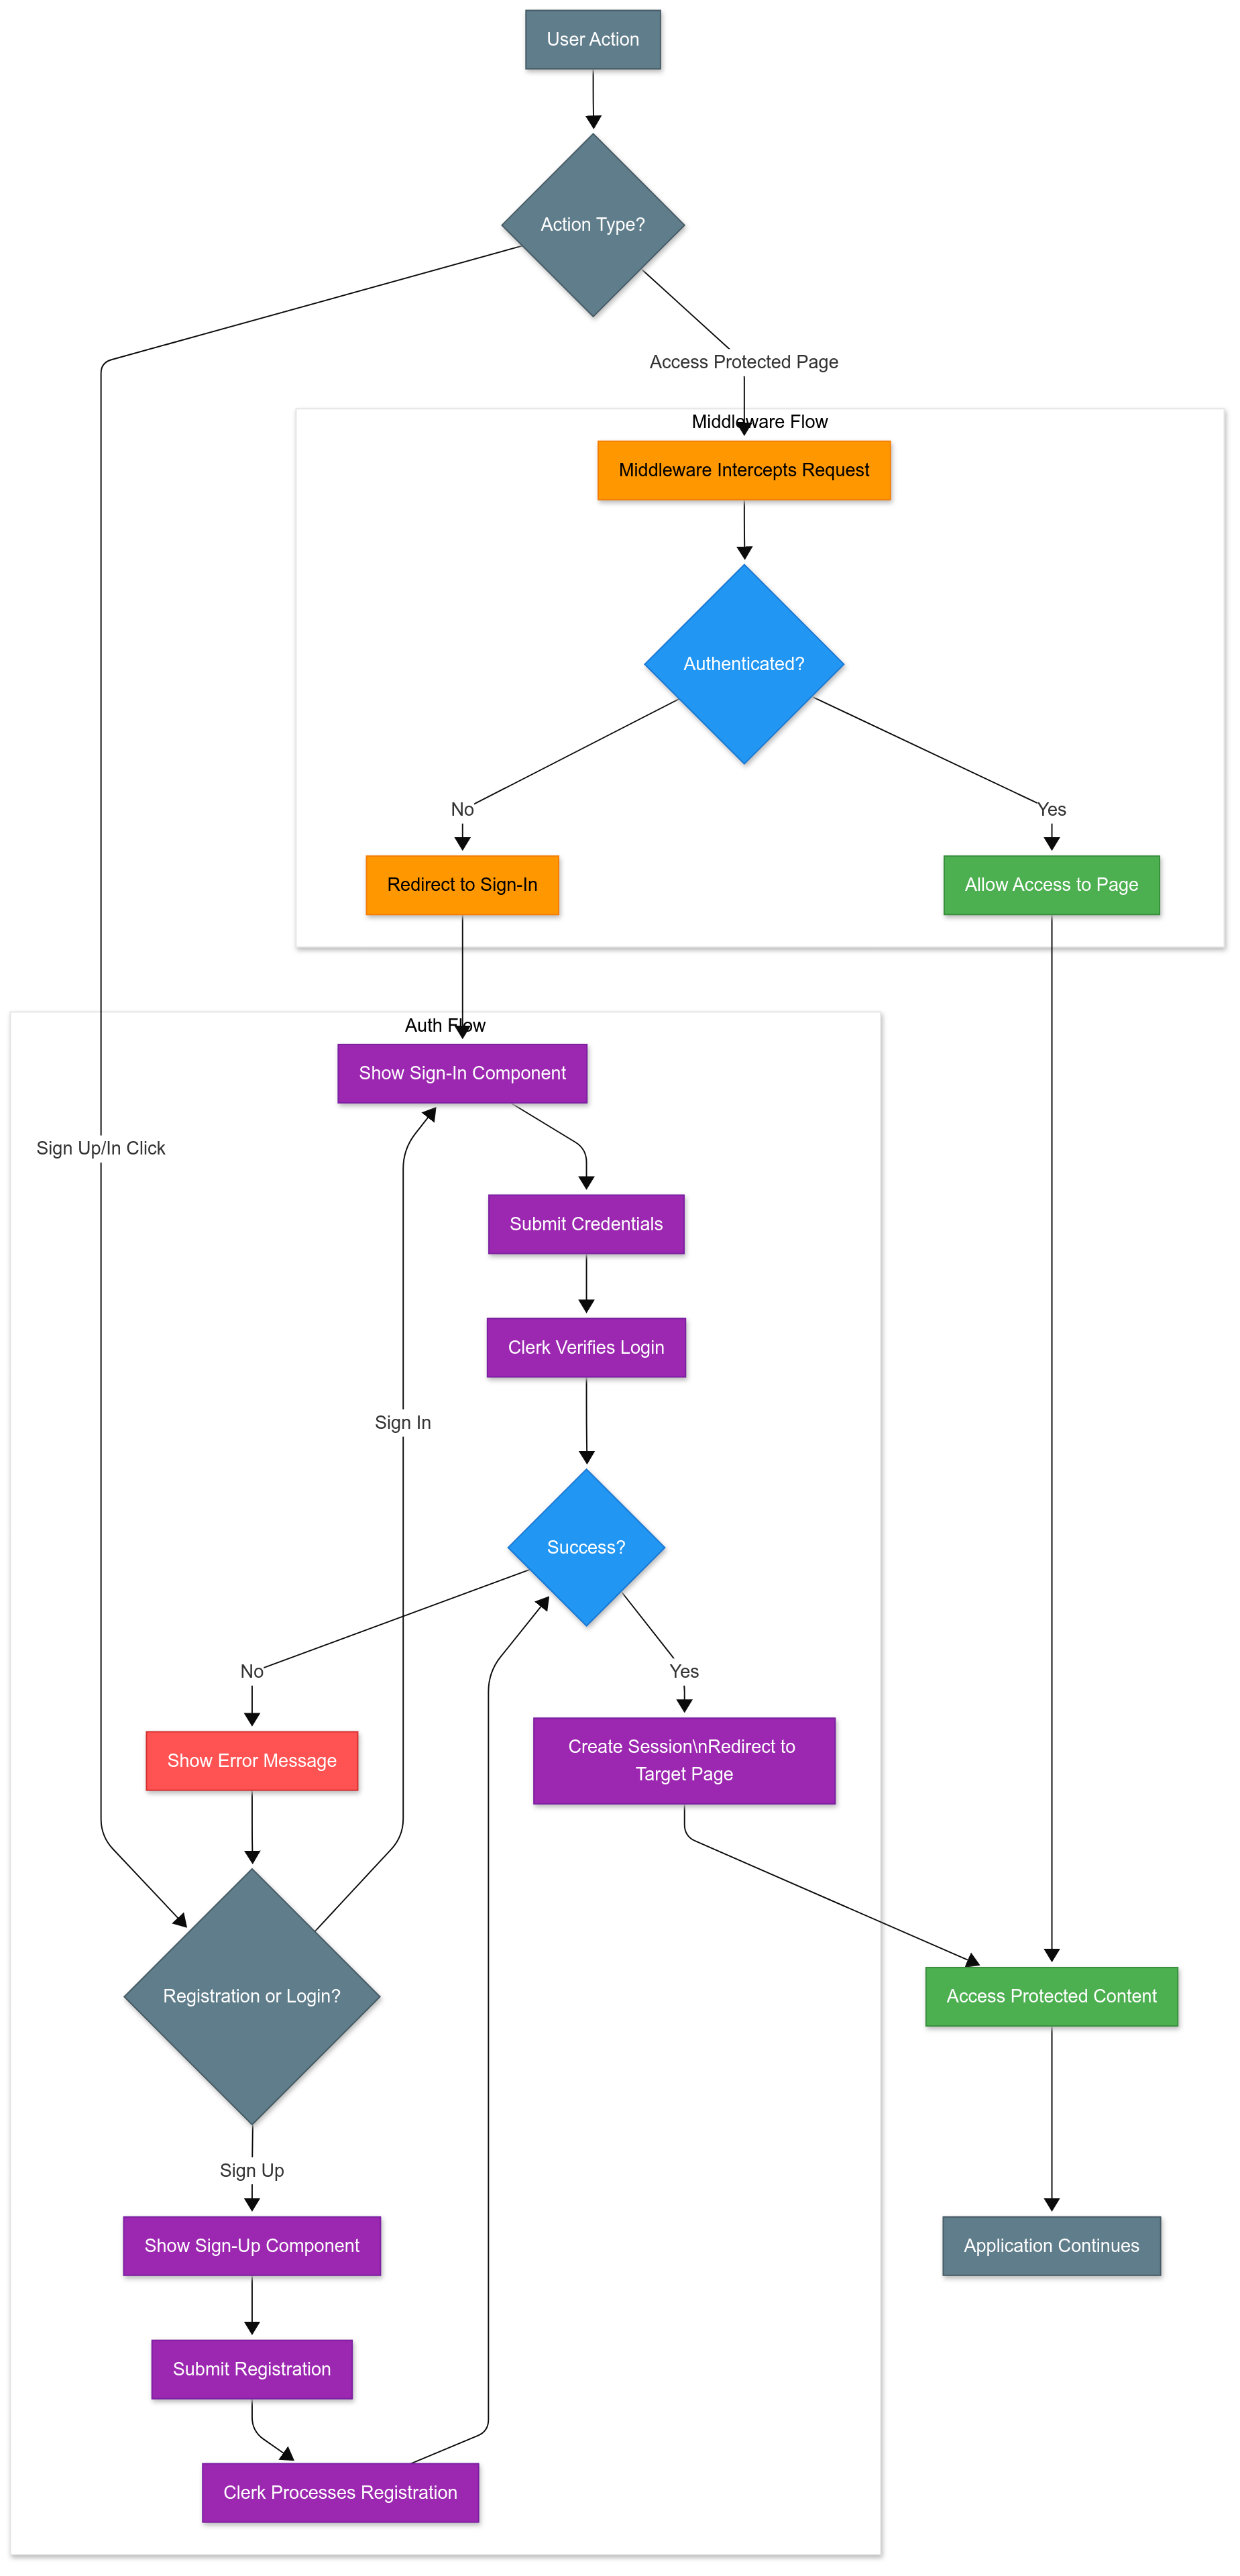 User Action
Action Type?
Access Protected Page
Middleware Flow
Middleware Intercepts Request
Authenticated?
No
Yes
Redirect to Sign-In
Allow Access to Page
Auth Flow
Show Sign-In Component
Sign Up/In Click
Submit Credentials
Clerk Verifies Login
Sign In
Success?
No
Yes
Show Error Message
Create Session\nRedirect to
Target Page
Registration or Login?
Access Protected Content
Sign Up
Show Sign-Up Component
Application Continues
Submit Registration
Clerk Processes Registration